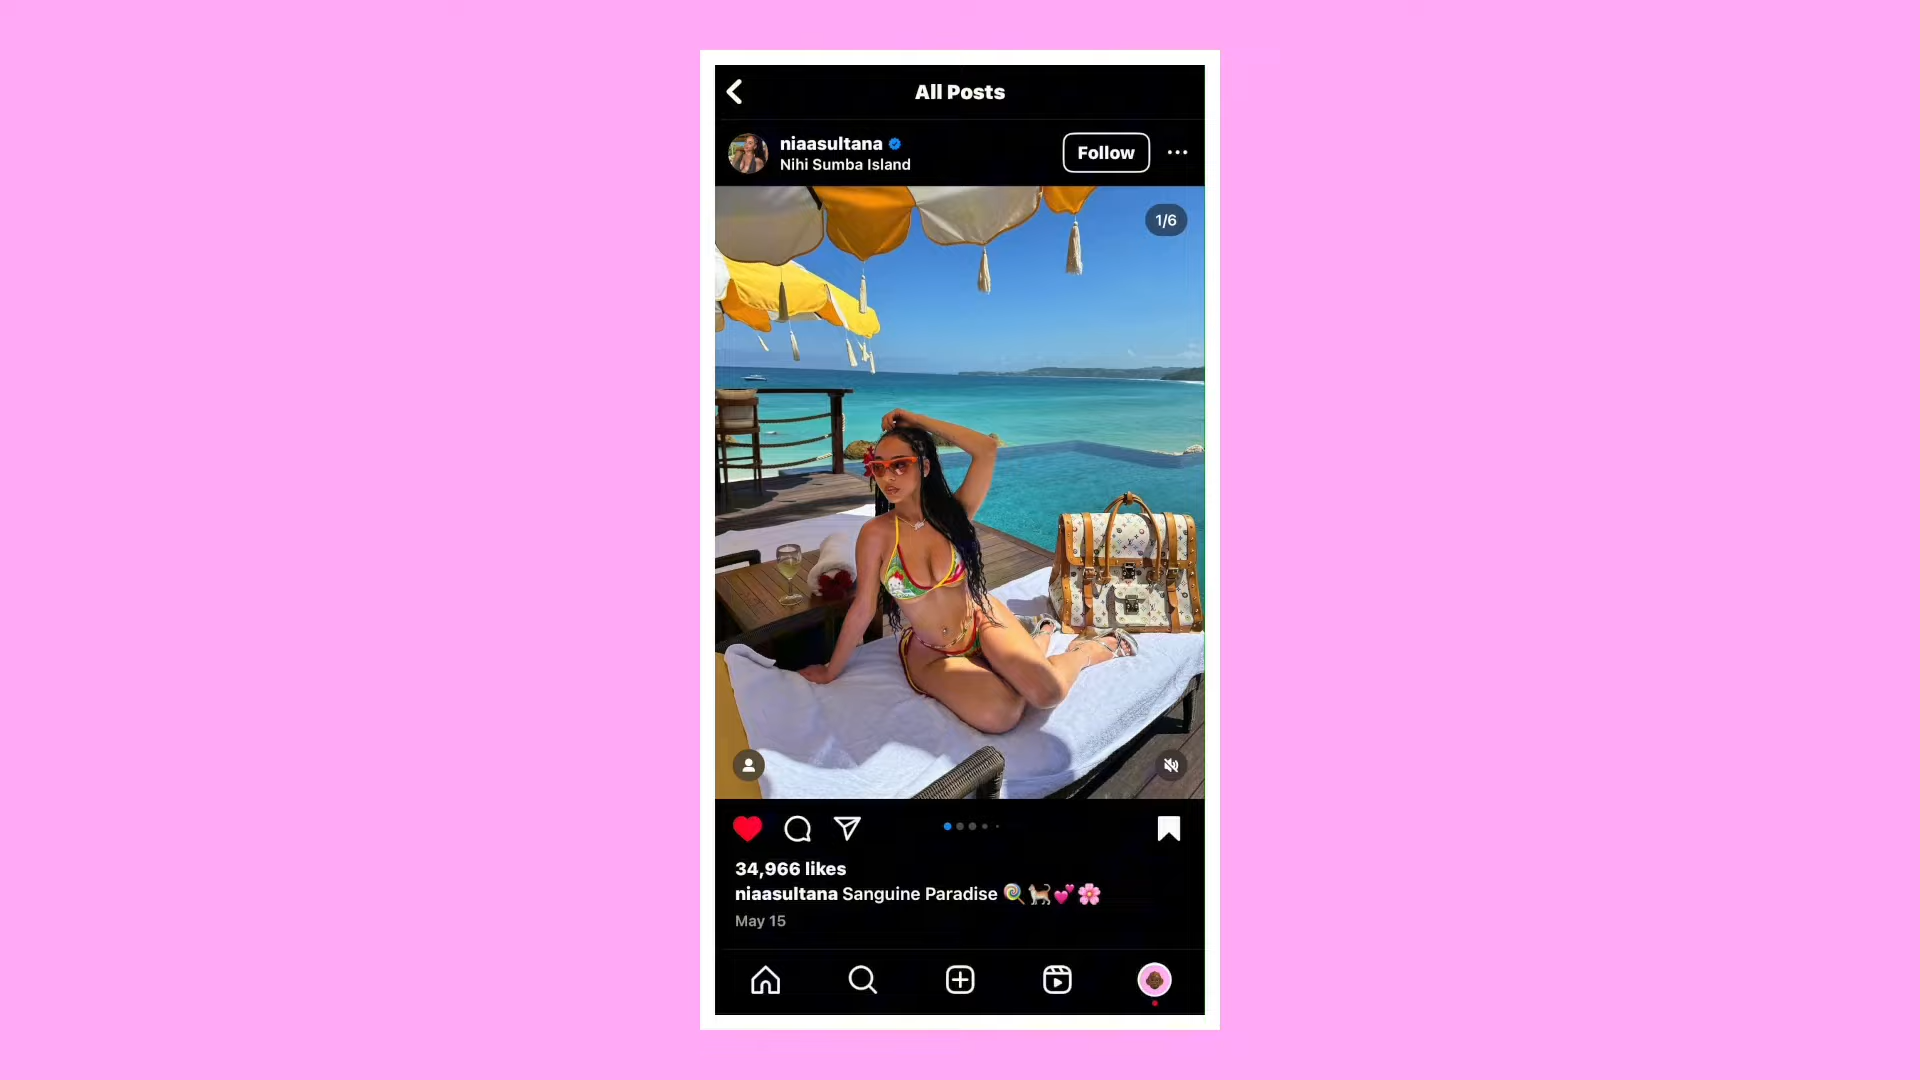 All Posts
niaasultana
Nihi Sumba Island
Follow
1/6
34,966 likes
niaasultana Sanguine Paradise 🍭🐈💕🌸
May 15